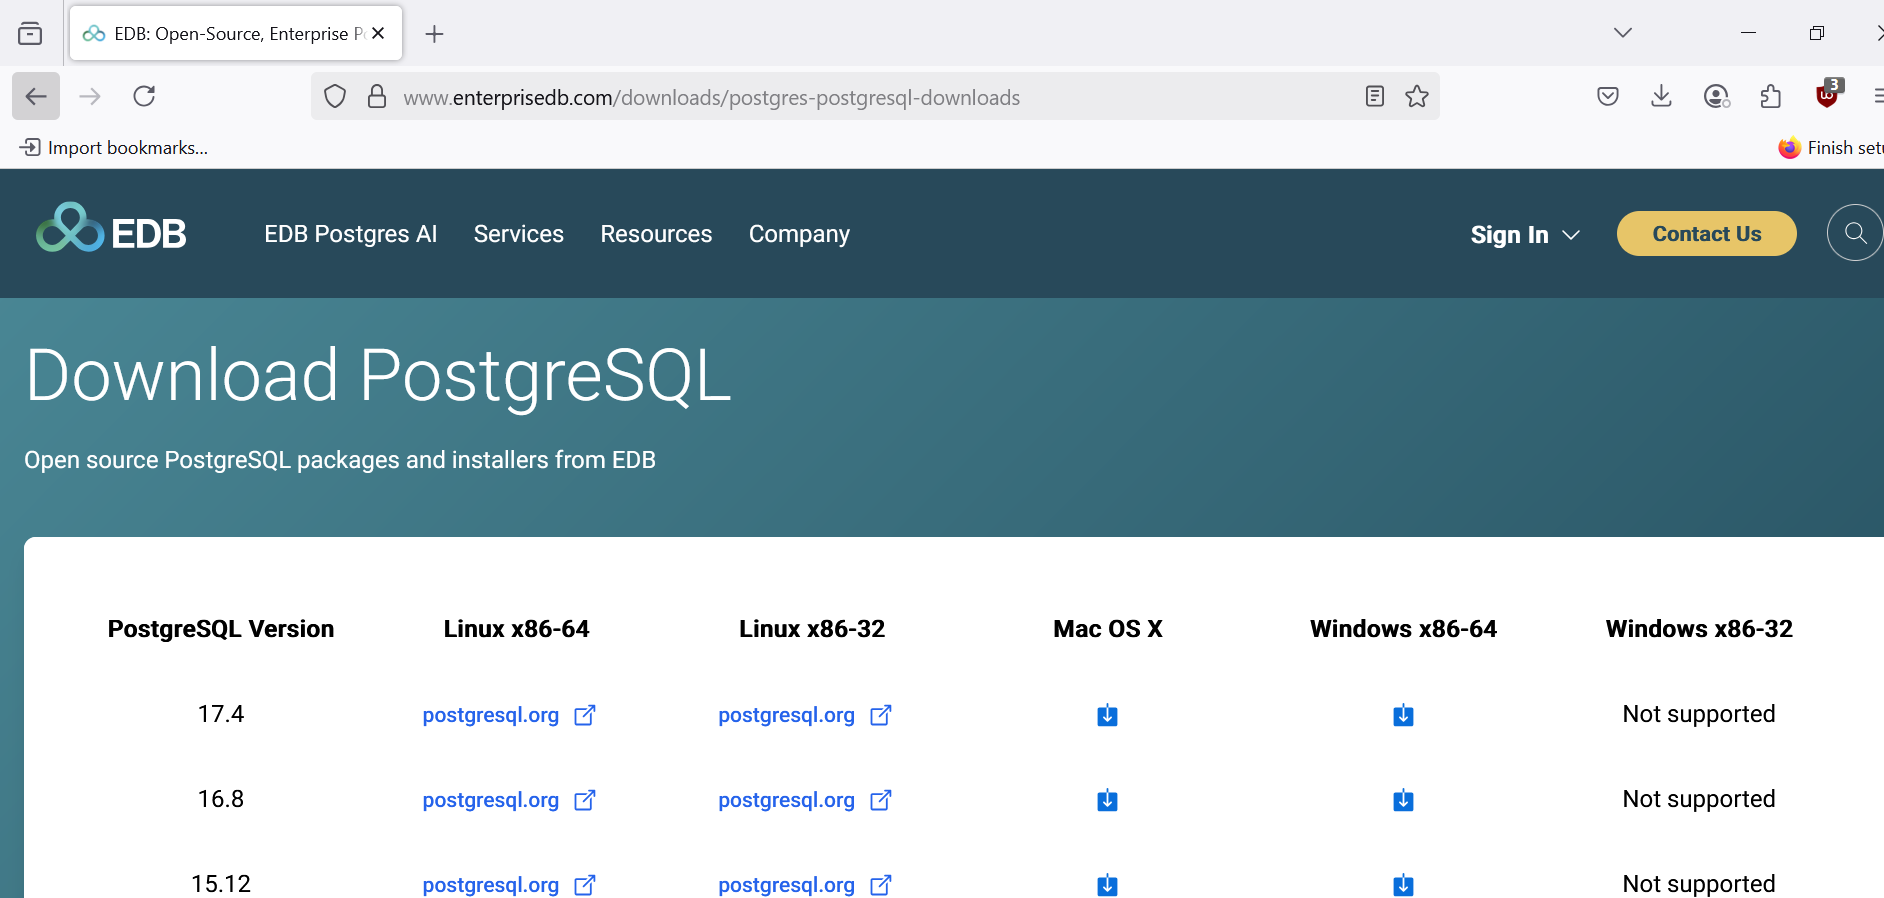 EDB: Open-Source, Enterprise P
www.enterprisedb.com/downloads/postgres-postgresql-downloads
3
Import bookmarks...
Finish setu
EDB
EDB Postgres AI Services Resources Company
Sign In
Contact Us
Download PostgreSQL
Open source PostgreSQL packages and installers from EDB
PostgreSQL Version Linux x86-64 Linux x86-32 Mac OS X Windows x86-64 Windows x86-32
17.4 postgresql.org postgresql.org Not supported
16.8 postgresql.org postgresql.org Not supported
15.12 postgresql.org postgresql.org Not supported